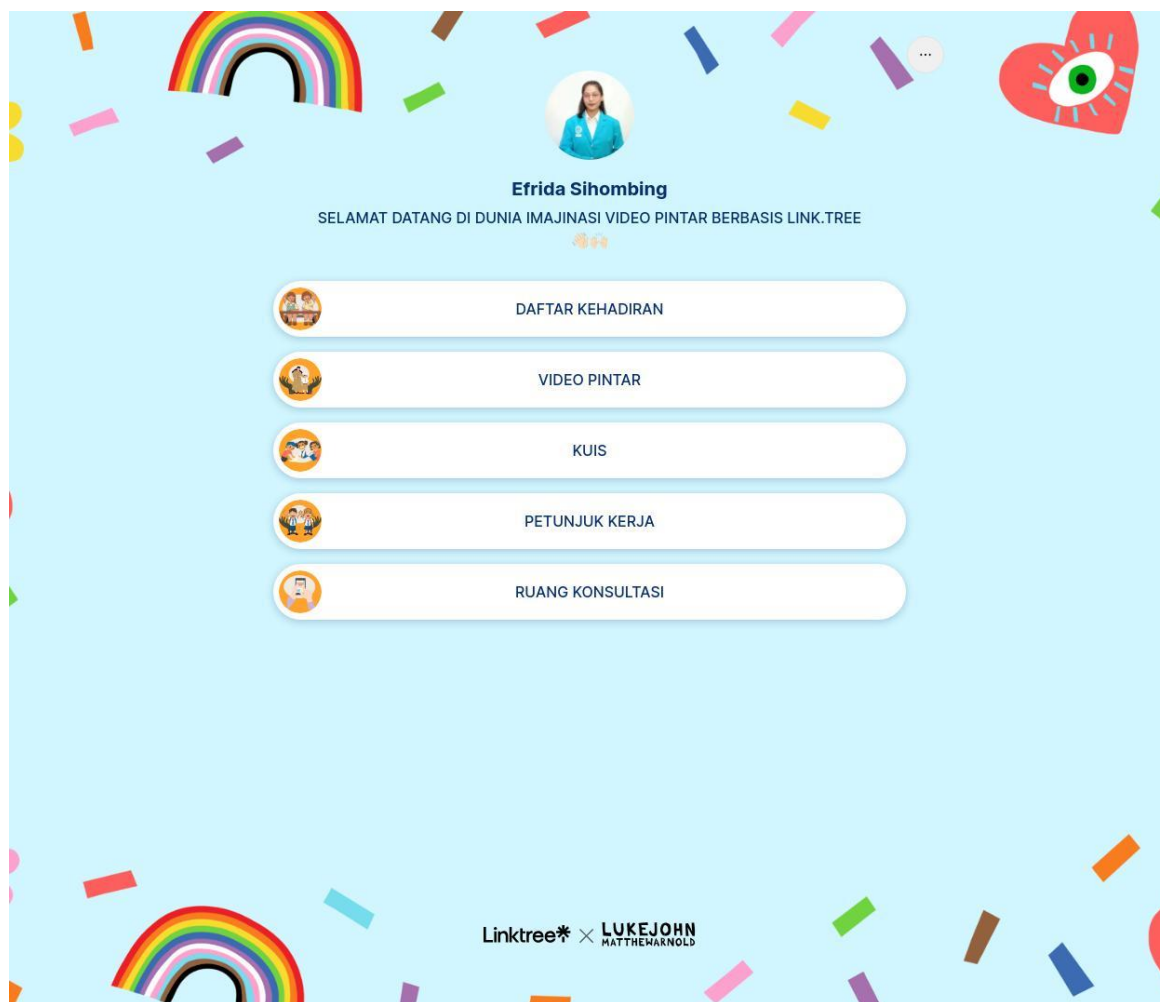 Efrida Sihombing
SELAMAT DATANG DI DUNIA IMAJINASI VIDEO PINTAR BERBASIS LINK.TREE
👏🏻🙌🏻
DAFTAR KEHADIRAN
VIDEO PINTAR
KUIS
PETUNJUK KERJA
RUANG KONSULTASI
Linktree* × LUKEJOHN
MATTHEWARNOLD